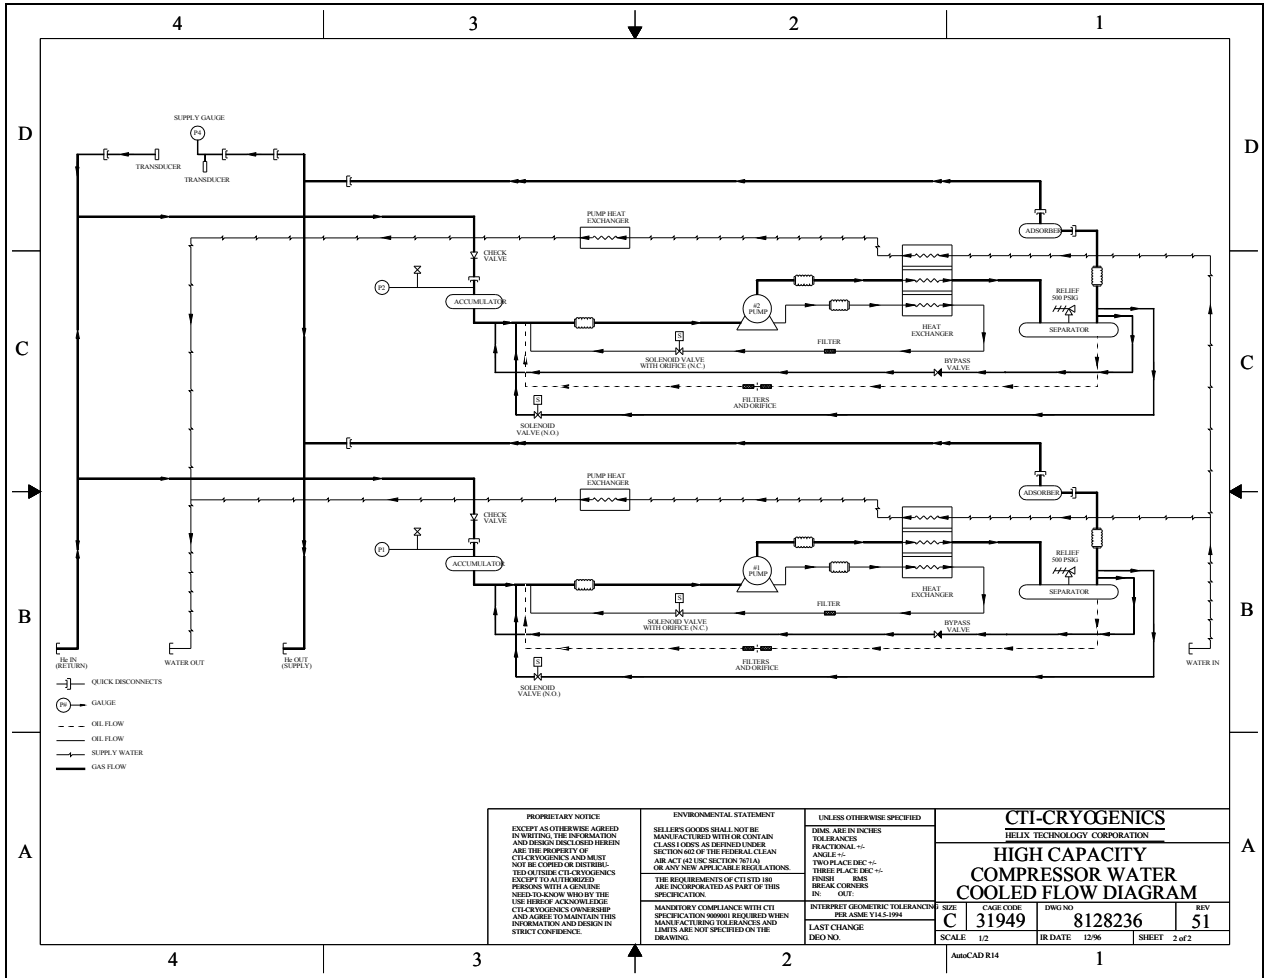 4 3 2 1
D D
SUPPLY GAUGE
P4
TRANSDUCER
TRANSDUCER
PUMP HEAT
EXCHANGER
ADSORBER
CHECK
VALVE
P2
ACCUMULATOR
#2
PUMP
RELIEF
500 PSIG
HEAT
EXCHANGER
SEPARATOR
C C
S
SOLENOID VALVE
WITH ORIFICE (N.C.)
FILTER
BYPASS
VALVE
FILTERS
AND ORIFICE
S
SOLENOID
VALVE (N.O.)
PUMP HEAT
EXCHANGER
ADSORBER
CHECK
VALVE
P1
ACCUMULATOR
#1
PUMP
RELIEF
500 PSIG
HEAT
EXCHANGER
SEPARATOR
B B
S
SOLENOID VALVE
WITH ORIFICE (N.C.)
FILTER
BYPASS
VALVE
FILTERS
AND ORIFICE
S
SOLENOID
VALVE (N.O.)
He IN
(RETURN)
WATER OUT
He OUT
(SUPPLY)
WATER IN
QUICK DISCONNECTS
P#
GAUGE
OIL FLOW
OIL FLOW
SUPPLY WATER
GAS FLOW
A A
PROPRIETARY NOTICE
EXCEPT AS OTHERWISE AGREED
IN WRITING, THE INFORMATION
AND DESIGN DISCLOSED HEREIN
ARE THE PROPERTY OF
CTI-CRYOGENICS AND MUST
NOT BE COPIED OR DISTRIBU-
TED OUTSIDE CTI-CRYOGENICS
EXCEPT TO AUTHORIZED
PERSONS WITH A GENUINE
NEED-TO-KNOW WHO BY THE
USE HEREOF ACKNOWLEDGE
CTI-CRYOGENICS OWNERSHIP
AND AGREE TO MAINTAIN THIS
INFORMATION AND DESIGN IN
STRICT CONFIDENCE.
ENVIRONMENTAL STATEMENT
SELLER'S GOODS SHALL NOT BE
MANUFACTURED WITH OR CONTAIN
CLASS I ODS'S AS DEFINED UNDER
SECTION 602 OF THE FEDERAL CLEAN
AIR ACT (42 USC SECTION 7671A)
OR ANY NEW APPLICABLE REGULATIONS.
THE REQUIREMENTS OF CTI STD 180
ARE INCORPORATED AS PART OF THIS
SPECIFICATION.
MANDITORY COMPLIANCE WITH CTI
SPECIFICATION 9009001 REQUIRED WHEN
MANUFACTURING TOLERANCES AND
LIMITS ARE NOT SPECIFIED ON THE
DRAWING.
UNLESS OTHERWISE SPECIFIED
DIMS. ARE IN INCHES
TOLERANCES
FRACTIONAL +/-
ANGLE +/-
TWO PLACE DEC +/-
THREE PLACE DEC +/-
FINISH RMS
BREAK CORNERS
IN: OUT:
INTERPRET GEOMETRIC TOLERANCING
PER ASME Y14.5-1994
LAST CHANGE
DEO NO.
CTI-CRYOGENICS
HELIX TECHNOLOGY CORPORATION
HIGH CAPACITY
COMPRESSOR WATER
COOLED FLOW DIAGRAM
SIZE CAGE CODE DWG NO REV
C 31949 8128236 51
SCALE 1/2 IR DATE 12/96 SHEET 2 of 2
AutoCAD R14
4 3 2 1